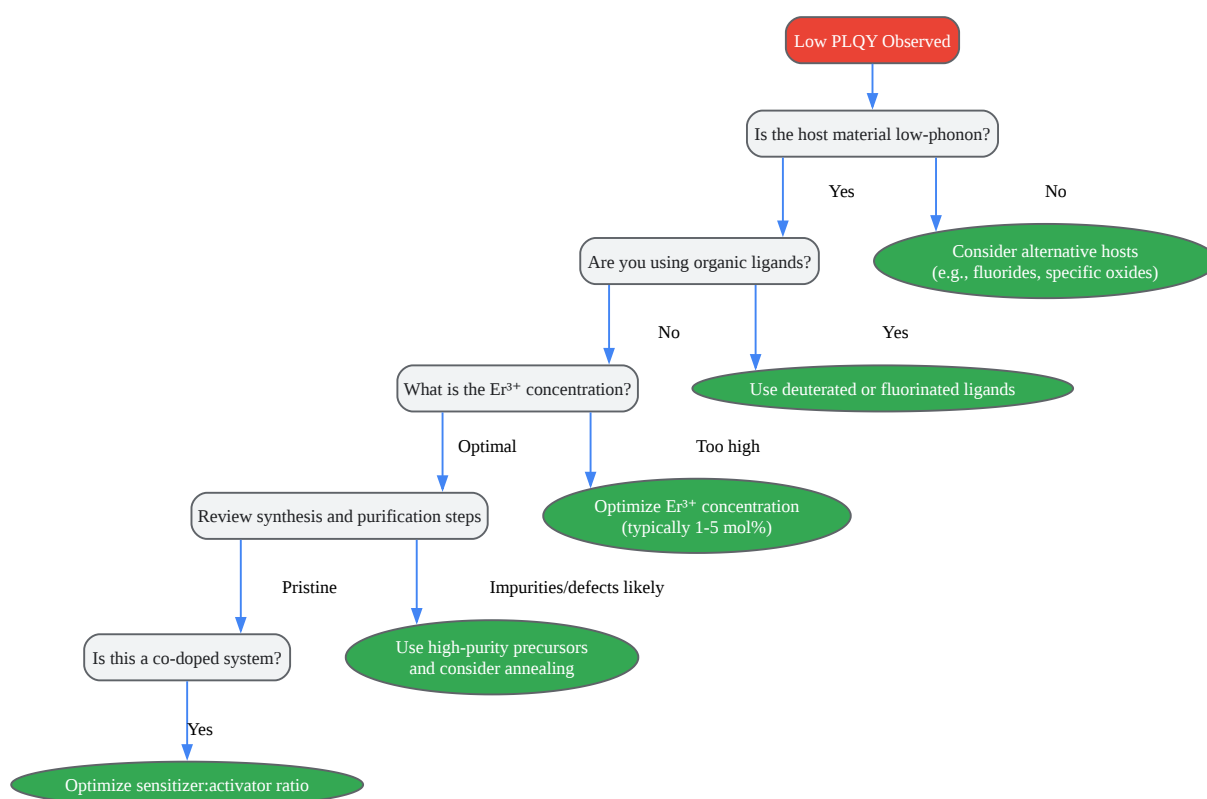 Low PLQY Observed
Is the host material low-phonon?
Yes
No
Are you using organic ligands?
Consider alternative hosts
(e.g., fluorides, specific oxides)
No
Yes
What is the Er³⁺ concentration?
Use deuterated or fluorinated ligands
Optimal
Too high
Review synthesis and purification steps
Optimize Er³⁺ concentration
(typically 1-5 mol%)
Pristine
Impurities/defects likely
Is this a co-doped system?
Use high-purity precursors
and consider annealing
Yes
Optimize sensitizer:activator ratio